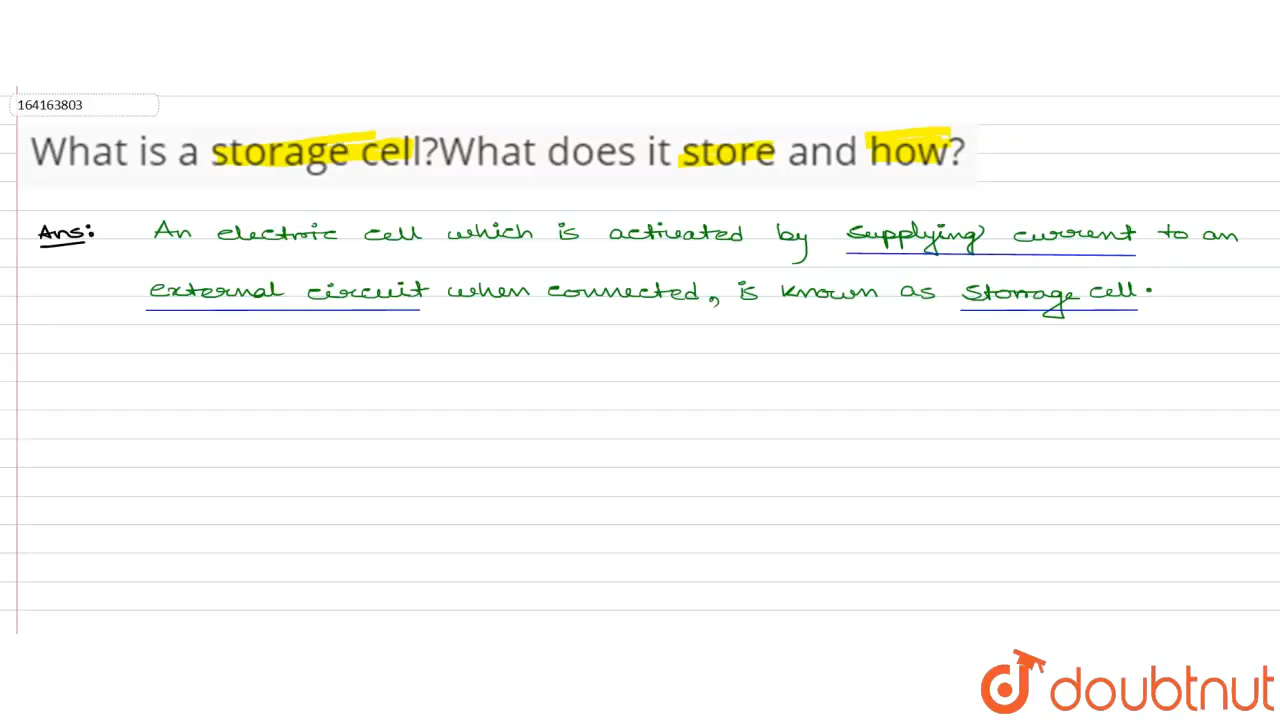 164163803
What is a storage cell?What does it store and how?
Ans: An electric cell which is activated by supplying current to an
external circuit when connected, is known as storage cell.
doubtnut